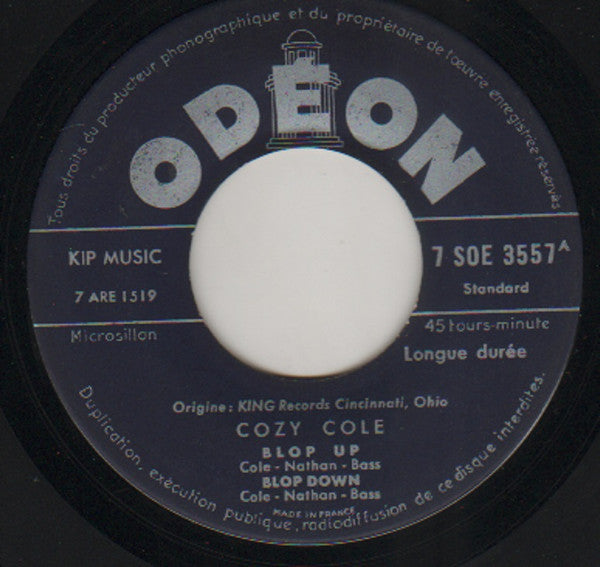 Tous droits du producteur phonographique et du propriétaire de l'œuvre enregistrée réservés
ODÉON
KIP MUSIC
7 ARE 1519
Microsillon
7 SOE 3557 A
Standard
45 tours-minute
Longue durée
Origine: KING Records Cincinnati, Ohio
COZY COLE
BLOP UP
Cole - Nathan - Bass
BLOP DOWN
Cole - Nathan - Bass
MADE IN FRANCE
Duplication, exécution publique, radiodiffusion de ce disque interdites.